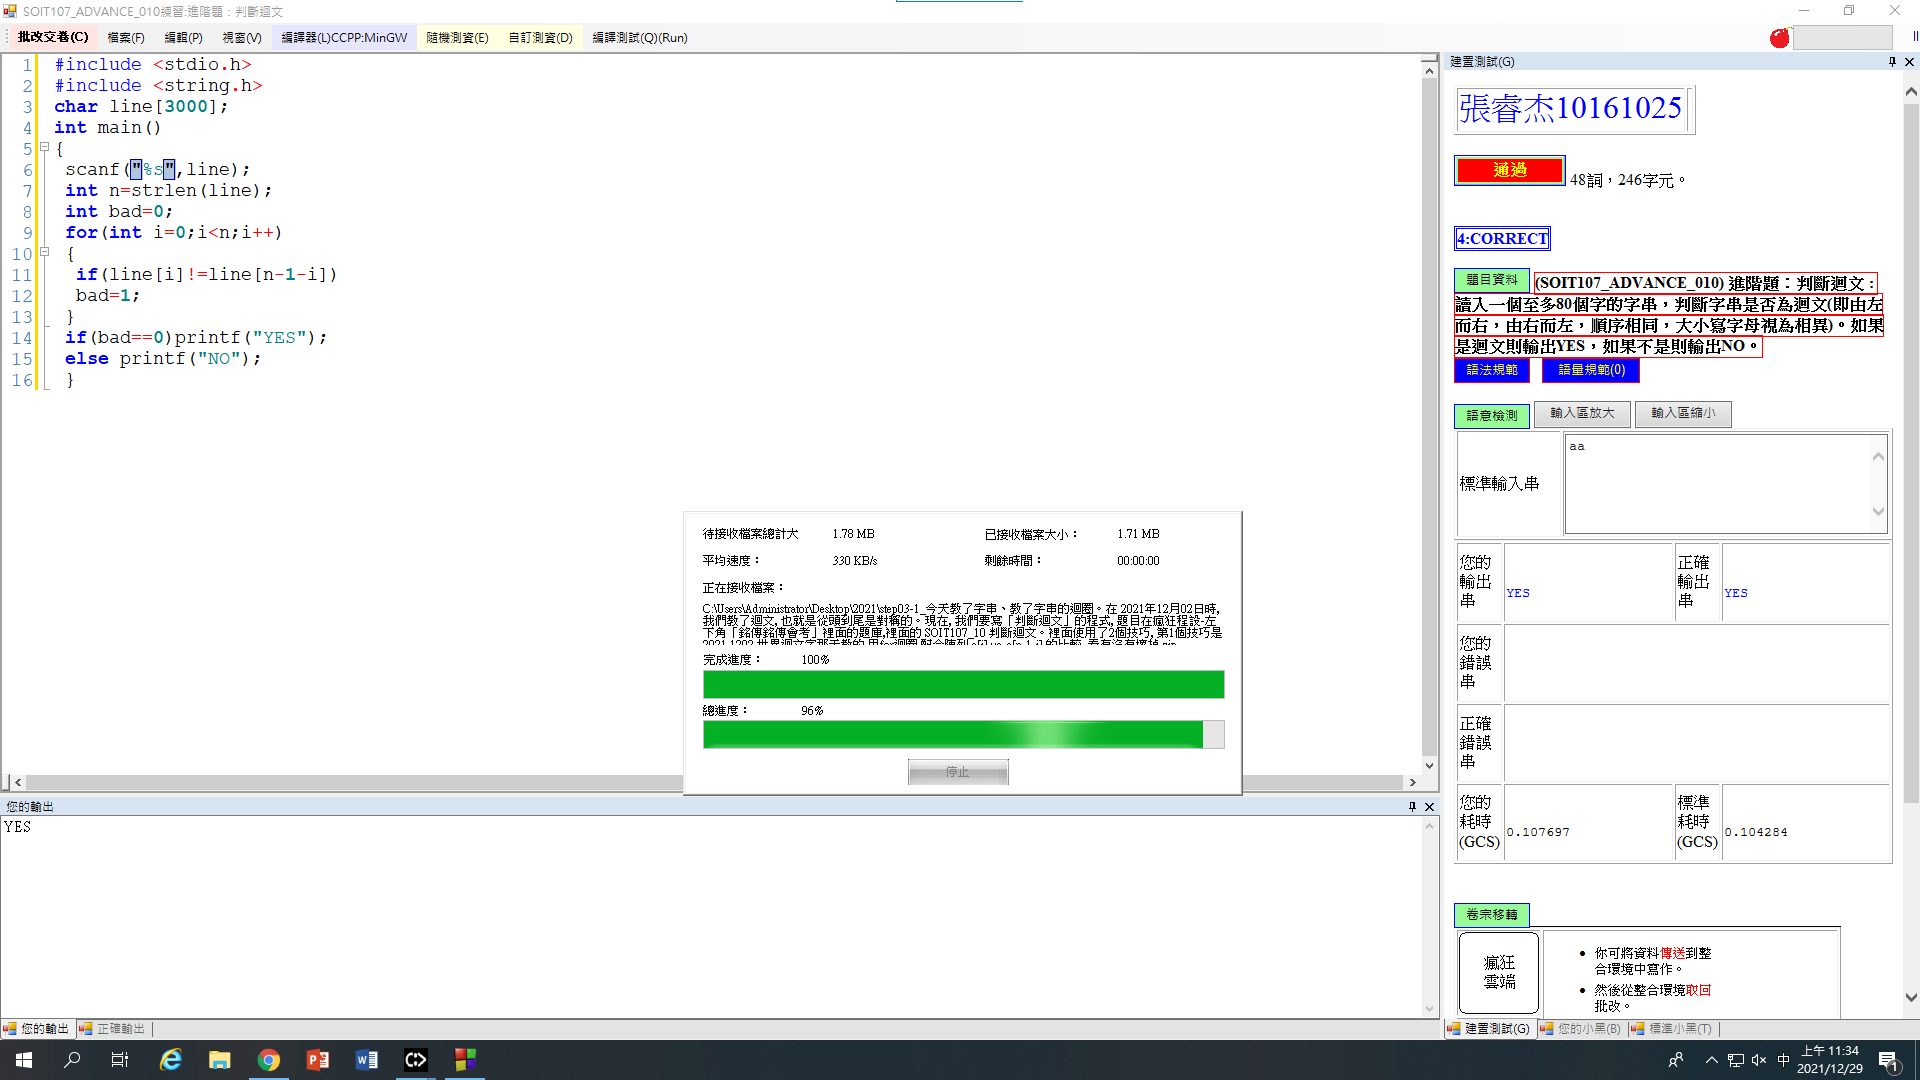 SOIT107_ADVANCE_010練習:進階題：判斷迴文
批改交卷(C) 檔案(F) 編輯(P) 視窗(V) 編譯器(L)CCPP:MinGW 隨機測資(E) 自訂測資(D) 編譯測試(Q)(Run)
1 #include <stdio.h>
2 #include <string.h>
3 char line[3000];
4 int main()
5 {
6 scanf("%s",line);
7 int n=strlen(line);
8 int bad=0;
9 for(int i=0;i<n;i++)
10 {
11 if(line[i]!=line[n-1-i])
12 bad=1;
13 }
14 if(bad==0)printf("YES");
15 else printf("NO");
16 }
待接收檔案總計大 1.78 MB 已接收檔案大小： 1.71 MB
平均速度： 330 KB/s 剩餘時間： 00:00:00
正在接收檔案：
C:\Users\Administrator\Desktop\2021\step03-1_今天教了字串、教了字串的迴圈。在 2021年12月02日時,
我們教了迴文, 也就是從頭到尾是對稱的。現在, 我們要寫「判斷迴文」的程式, 題目在瘋狂程設-左
下角「銘傳銘傳會考」裡面的題庫,裡面的 SOIT107_10 判斷迴文。裡面使用了2個技巧, 第1個技巧是
完成進度： 100%
總進度： 96%
停止
您的輸出
YES
您的輸出 正確輸出
建置測試(G)
張睿杰10161025
通過 48詞，246字元。
4:CORRECT
題目資料 (SOIT107_ADVANCE_010) 進階題：判斷迴文：
讀入一個至多80個字的字串，判斷字串是否為迴文(即由左
而右，由右而左，順序相同，大小寫字母視為相異)。如果
是迴文則輸出YES，如果不是則輸出NO。
語法規範 語量規範(0)
語意檢測 輸入區放大 輸入區縮小
標準輸入串 aa
您的輸出串 YES 正確輸出串 YES
您的錯誤串
正確錯誤串
您的耗時(GCS) 0.107697 標準耗時(GCS) 0.104284
卷宗移轉
瘋狂
雲端
你可將資料傳送到整
合環境中寫作。
然後從整合環境取回
批改。
建置測試(G) 您的小黑(B) 標準小黑(T)
中 上午 11:34
2021/12/29
1